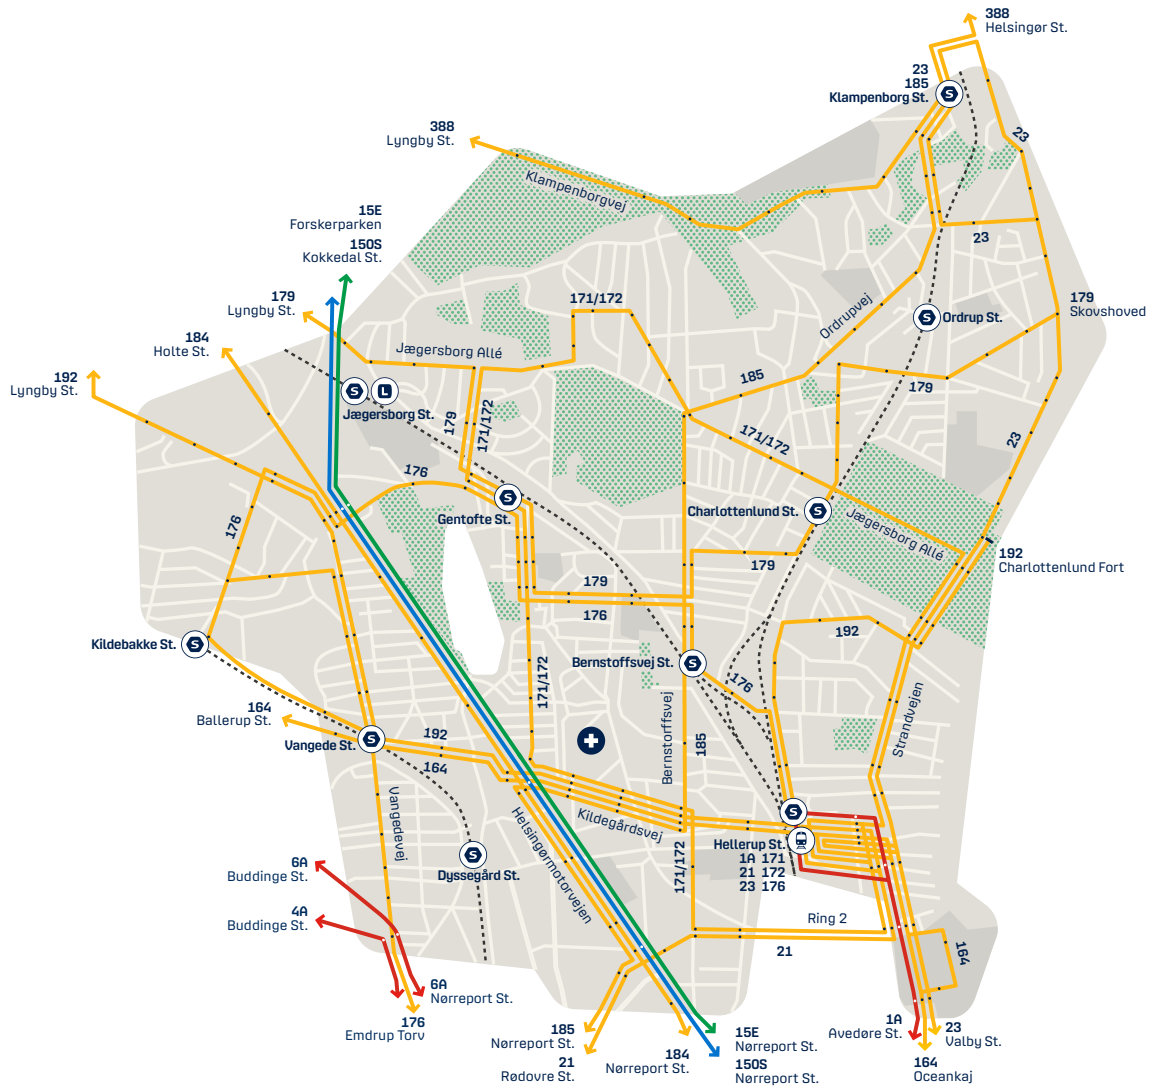 388
Helsingør St.
23
185
Klampenborg St.
23
388
Lyngby St.
Klampenborgvej
23
15E
Forskerparken
150S
Kokkedal St.
179
Lyngby St.
171/172
Ordrupvej
Ordrup St.
179
Skovshoved
184
Holte St.
Jægersborg Allé
192
Lyngby St.
S
L
Jægersborg St.
185
179
179
171/172
171/172
23
176
Gentofte St.
Charlottenlund St.
Jægersborg Allé
176
192
Charlottenlund Fort
179
179
176
192
Kildebakke St.
Bernstoffsvej St.
176
171/172
164
Ballerup St.
Vangede St.
192
164
Bernstorffsvej
185
Strandvejen
Vangedevej
Helsingørmotorvejen
Kildegårdsvej
Hellerup St.
1A 171
21 172
23 176
171/172
Dyssegård St.
6A
Buddinge St.
4A
Buddinge St.
Ring 2
21
164
6A
Nørreport St.
176
Emdrup Torv
185
Nørreport St.
21
Rødovre St.
184
Nørreport St.
15E
Nørreport St.
150S
Nørreport St.
1A
Avedøre St.
23
Valby St.
164
Oceankaj